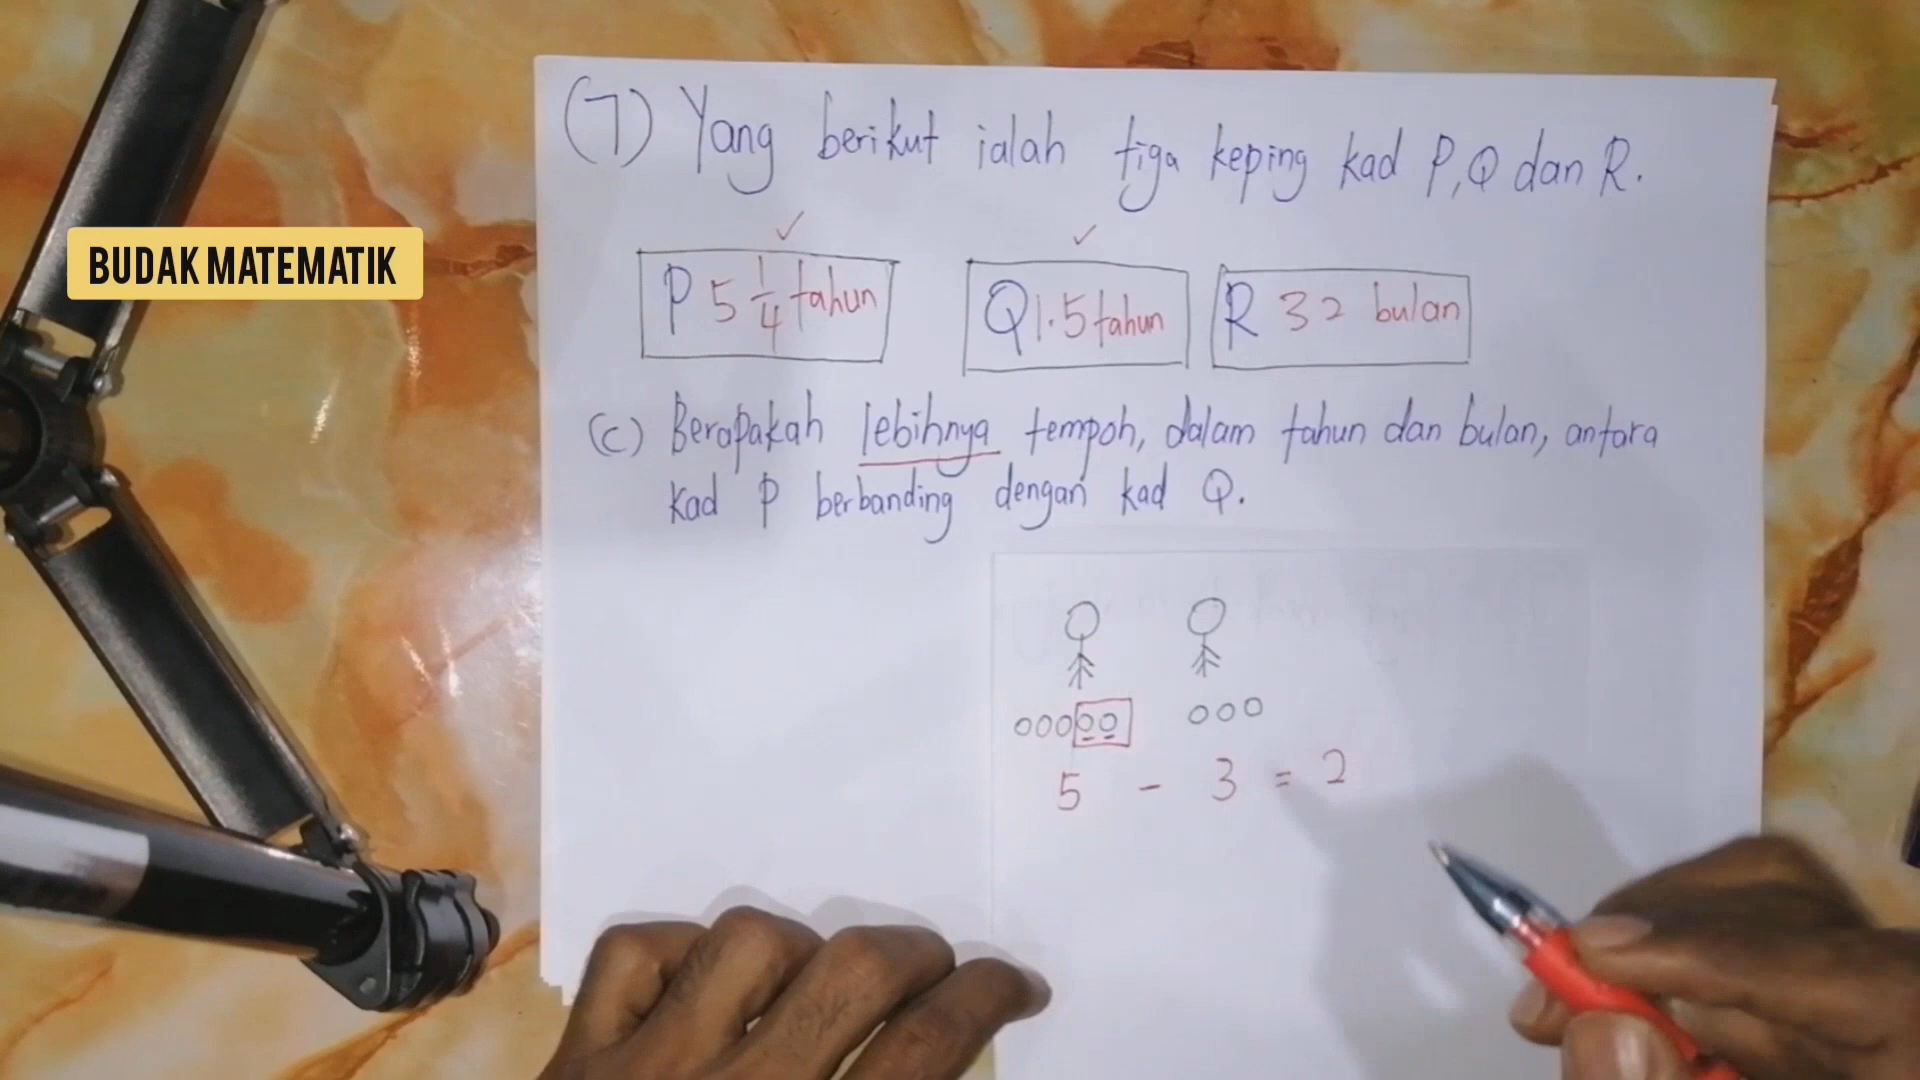 BUDAK MATEMATIK
(7) Yang berikut ialah tiga keping kad P, Q dan R.
P 5 1/4 tahun Q 1.5 tahun R 32 bulan
(c) Berapakah lebihnya tempoh, dalam tahun dan bulan, antara
kad P berbanding dengan kad Q.
5 - 3 = 2